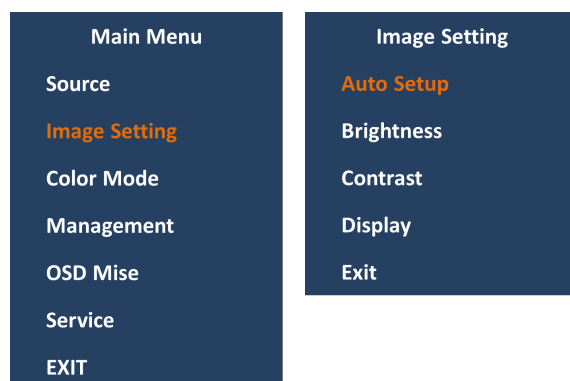 Main Menu
Source
Image Setting
Color Mode
Management
OSD Mise
Service
EXIT
Image Setting
Auto Setup
Brightness
Contrast
Display
Exit